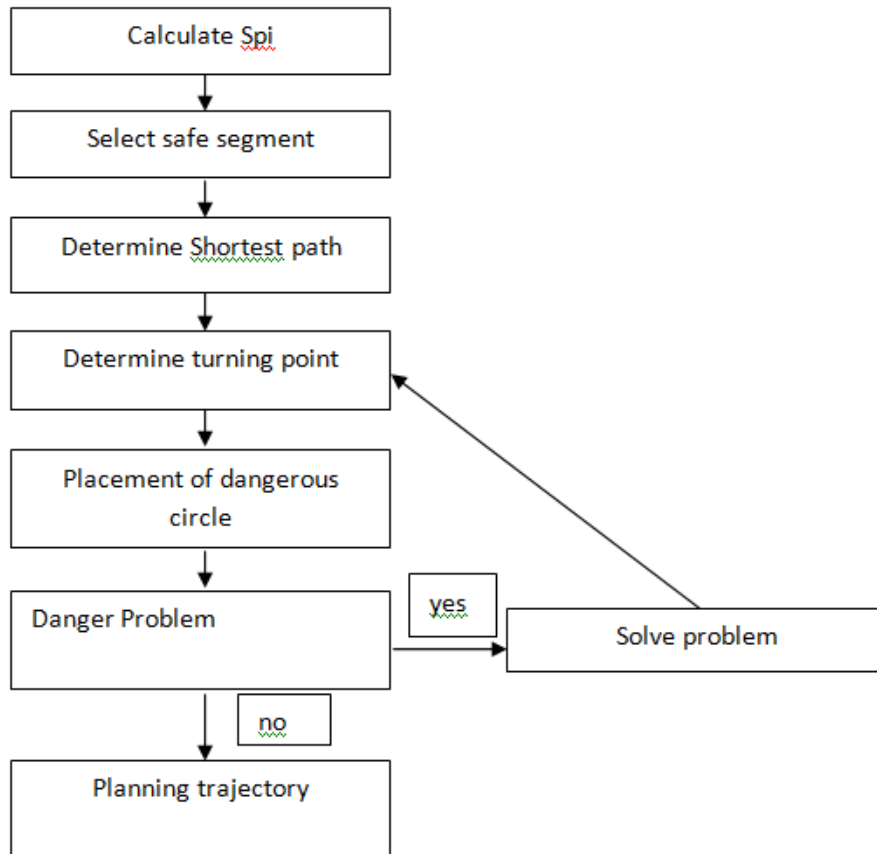 Calculate Spi
Select safe segment
Determine Shortest path
Determine turning point
Placement of dangerous
circle
Danger Problem
yes
Solve problem
no
Planning trajectory